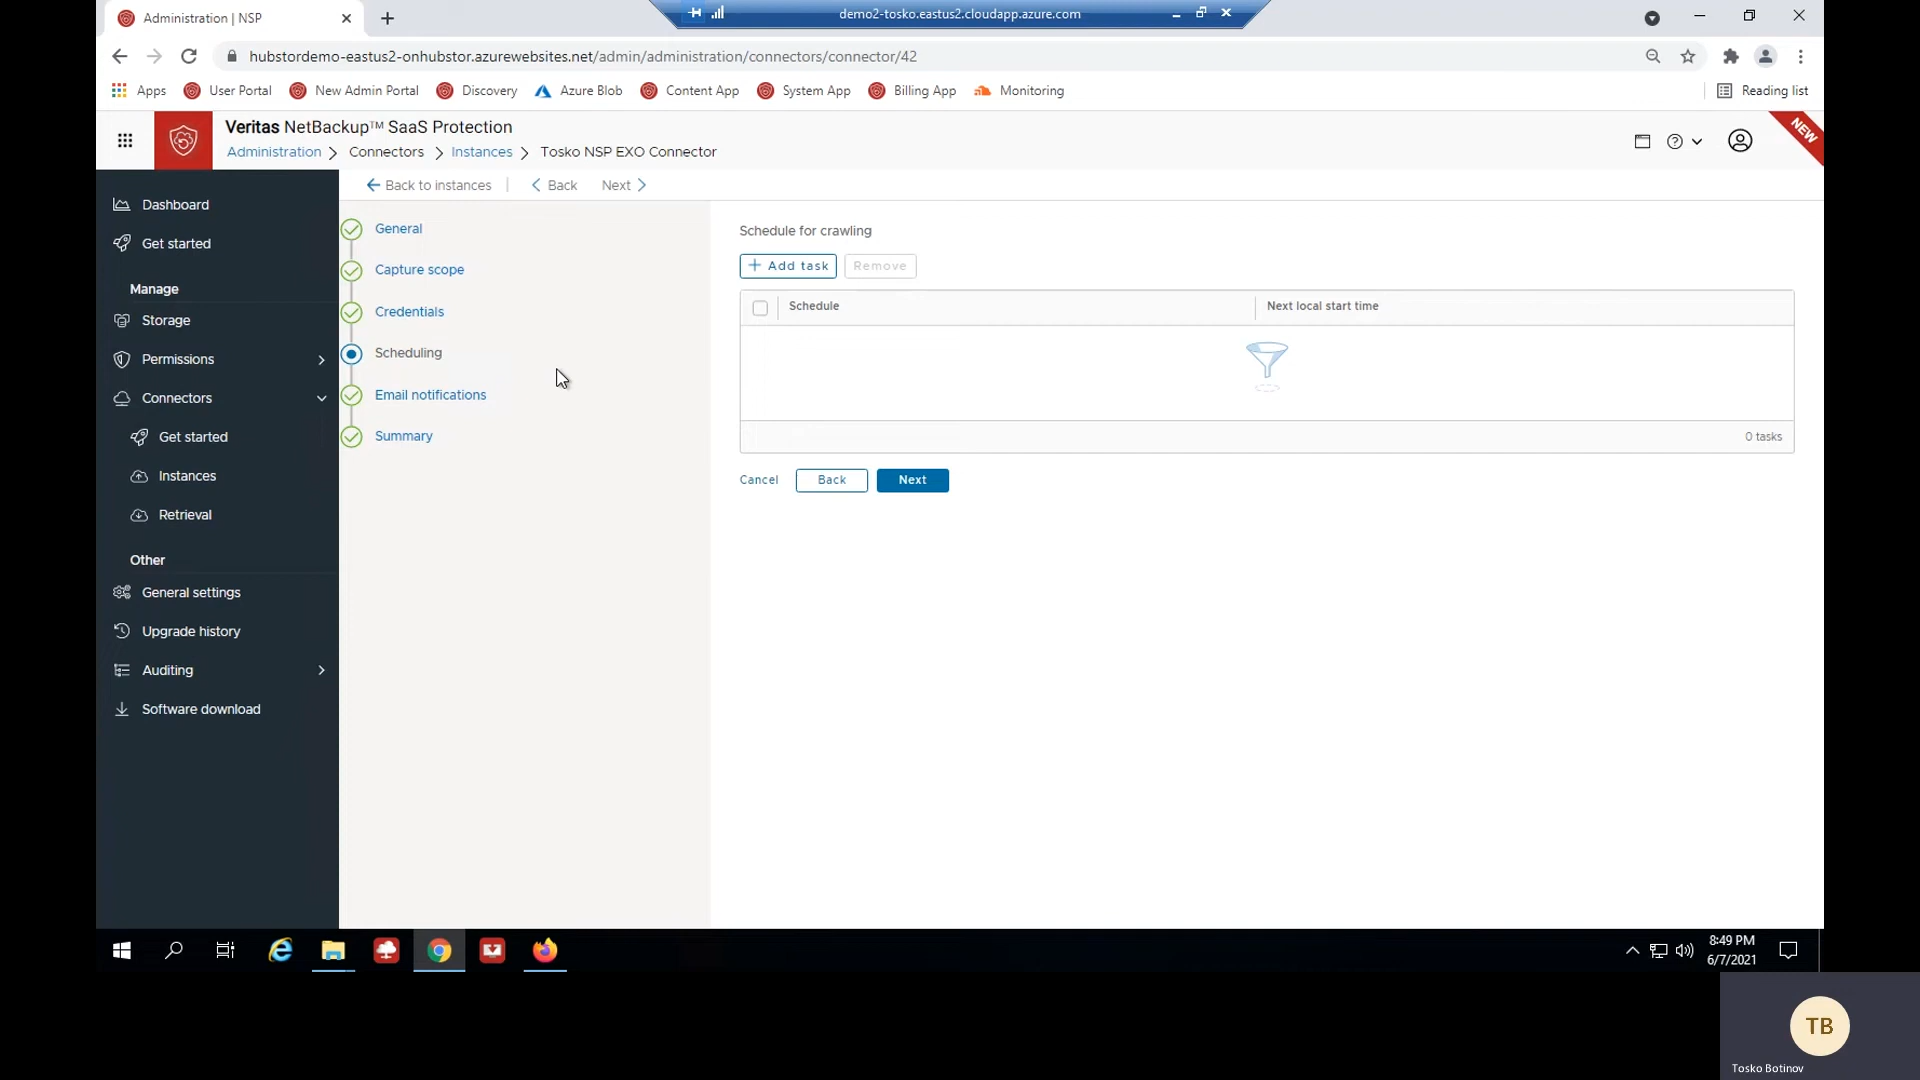 Administration | NSP
demo2-tosko.eastus2.cloudapp.azure.com
hubstordemo-eastus2-onhubstor.azurewebsites.net/admin/administration/connectors/connector/42
Apps
User Portal
New Admin Portal
Discovery
Azure Blob
Content App
System App
Billing App
Monitoring
Reading list
Veritas NetBackup™ SaaS Protection
Administration > Connectors > Instances > Tosko NSP EXO Connector
NEW
Back to instances | < Back Next >
Dashboard
Get started
Manage
Storage
Permissions
Connectors
Get started
Instances
Retrieval
Other
General settings
Upgrade history
Auditing
Software download
General
Capture scope
Credentials
Scheduling
Email notifications
Summary
Schedule for crawling
+ Add task
Remove
Schedule
Next local start time
0 tasks
Cancel
Back
Next
8:49 PM
6/7/2021
TB
Tosko Botinov